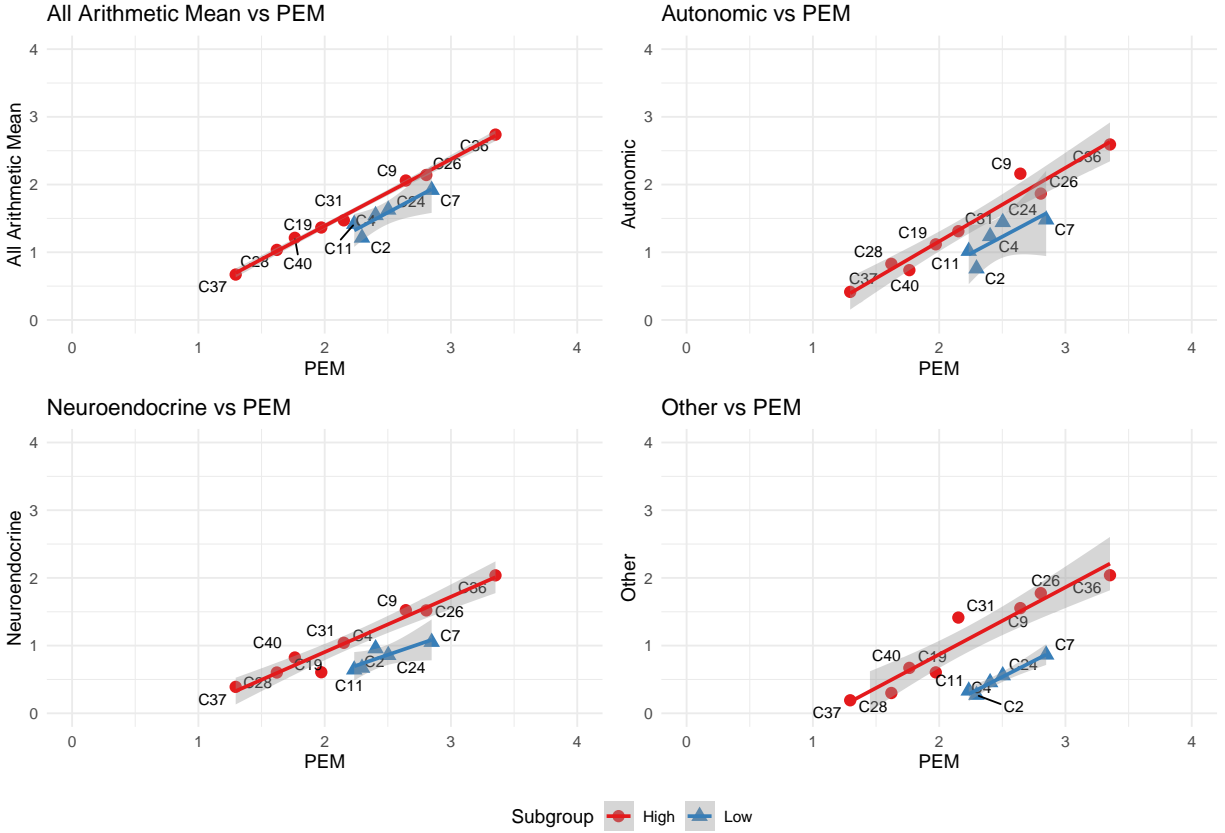 All Arithmetic Mean vs PEM
All Arithmetic Mean
4
3
2
1
0
C36
C26
C9
C31
C24
C7
C19
C4
C11
C2
C28
C40
C37
0 1 2 3 4
PEM
Autonomic vs PEM
Autonomic
4
3
2
1
0
C9
C36
C26
C24
C31
C7
C19
C4
C28
C11
C2
C37
C40
0 1 2 3 4
PEM
Neuroendocrine vs PEM
Neuroendocrine
4
3
2
1
0
C36
C9
C26
C31
C4
C7
C40
C19
C2
C24
C28
C11
C37
0 1 2 3 4
PEM
Other vs PEM
Other
4
3
2
1
0
C26
C36
C31
C9
C7
C40
C19
C24
C11
C4
C28
C2
C37
0 1 2 3 4
PEM
Subgroup High Low